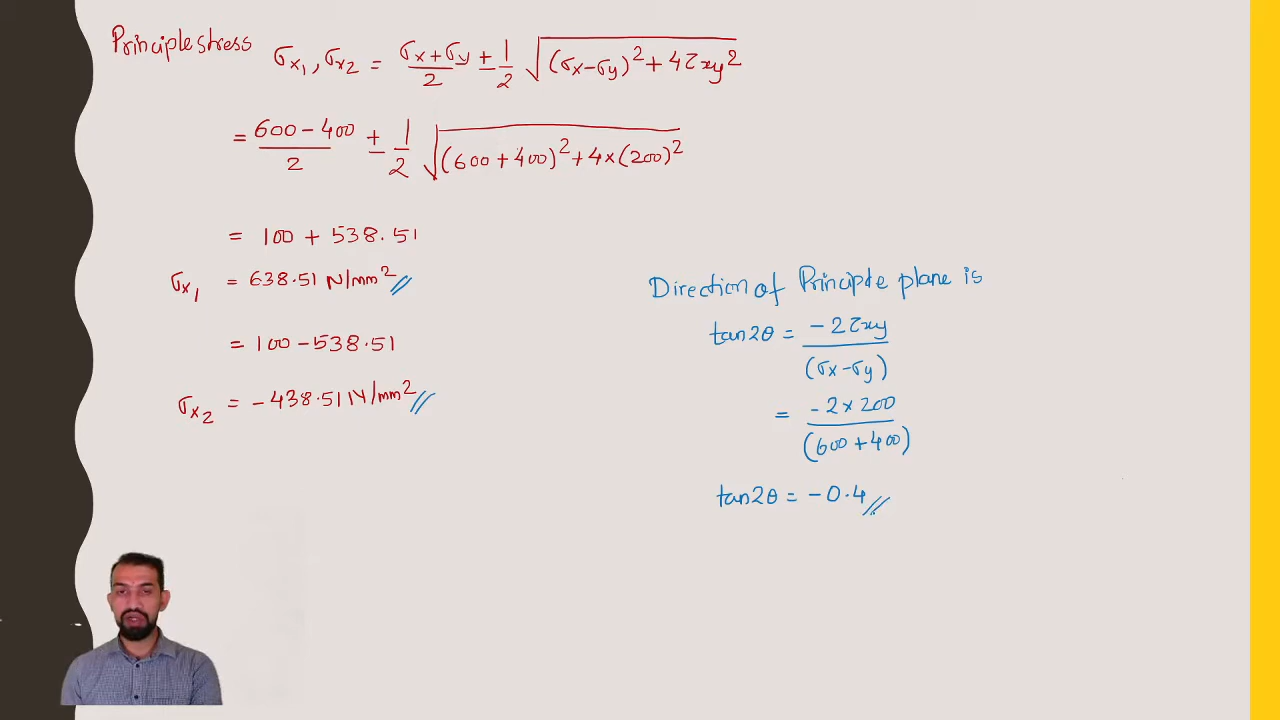 Principle stress
σx₁, σx₂ = σx+σy/2 ± 1/2 √(σx-σy)² + 4τxy²
= 600-400/2 ± 1/2 √(600+400)² + 4×(200)²
= 100 + 538.51
σx₁ = 638.51 N/mm² //
= 100 - 538.51
σx₂ = -438.51 N/mm² //
Direction of Principle plane is
tan2θ = -2τxy/(σx-σy)
= -2×200/(600+400)
tan2θ = -0.4 //